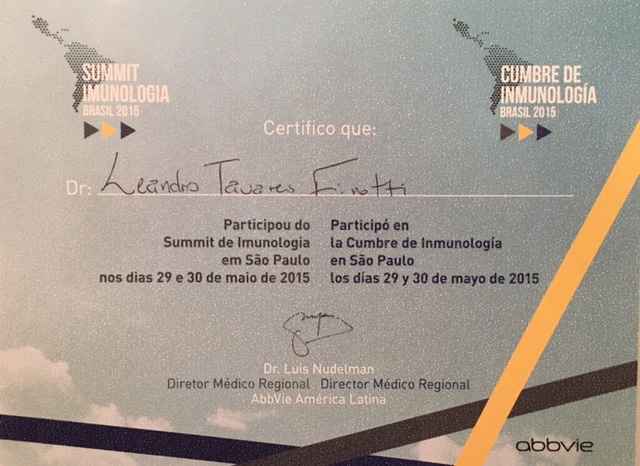 SUMMIT
IMUNOLOGIA
BRASIL 2015
CUMBRE DE
INMUNOLOGÍA
BRASIL 2015
Certifico que:
Dr: Leandro Tavares Finotti
Participou do
Summit de Imunologia
em São Paulo
nos dias 29 e 30 de maio de 2015
Participó en
la Cumbre de Inmunología
en São Paulo
los días 29 y 30 de mayo de 2015
Dr. Luis Nudelman
Diretor Médico Regional Director Médico Regional
AbbVie América Latina
abbvie